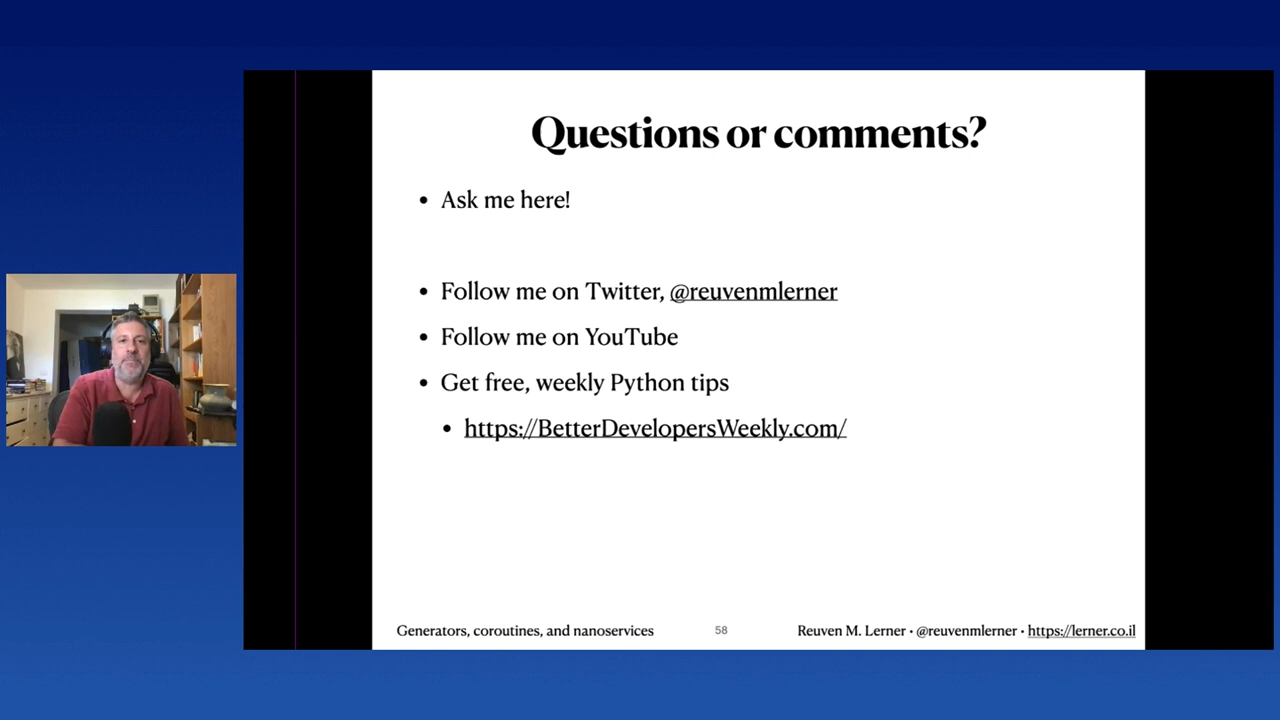 Questions or comments?
• Ask me here!
• Follow me on Twitter, @reuvenmlerner
• Follow me on YouTube
• Get free, weekly Python tips
• https://BetterDevelopersWeekly.com/
Generators, coroutines, and nanoservices 58 Reuven M. Lerner • @reuvenmlerner • https://lerner.co.il